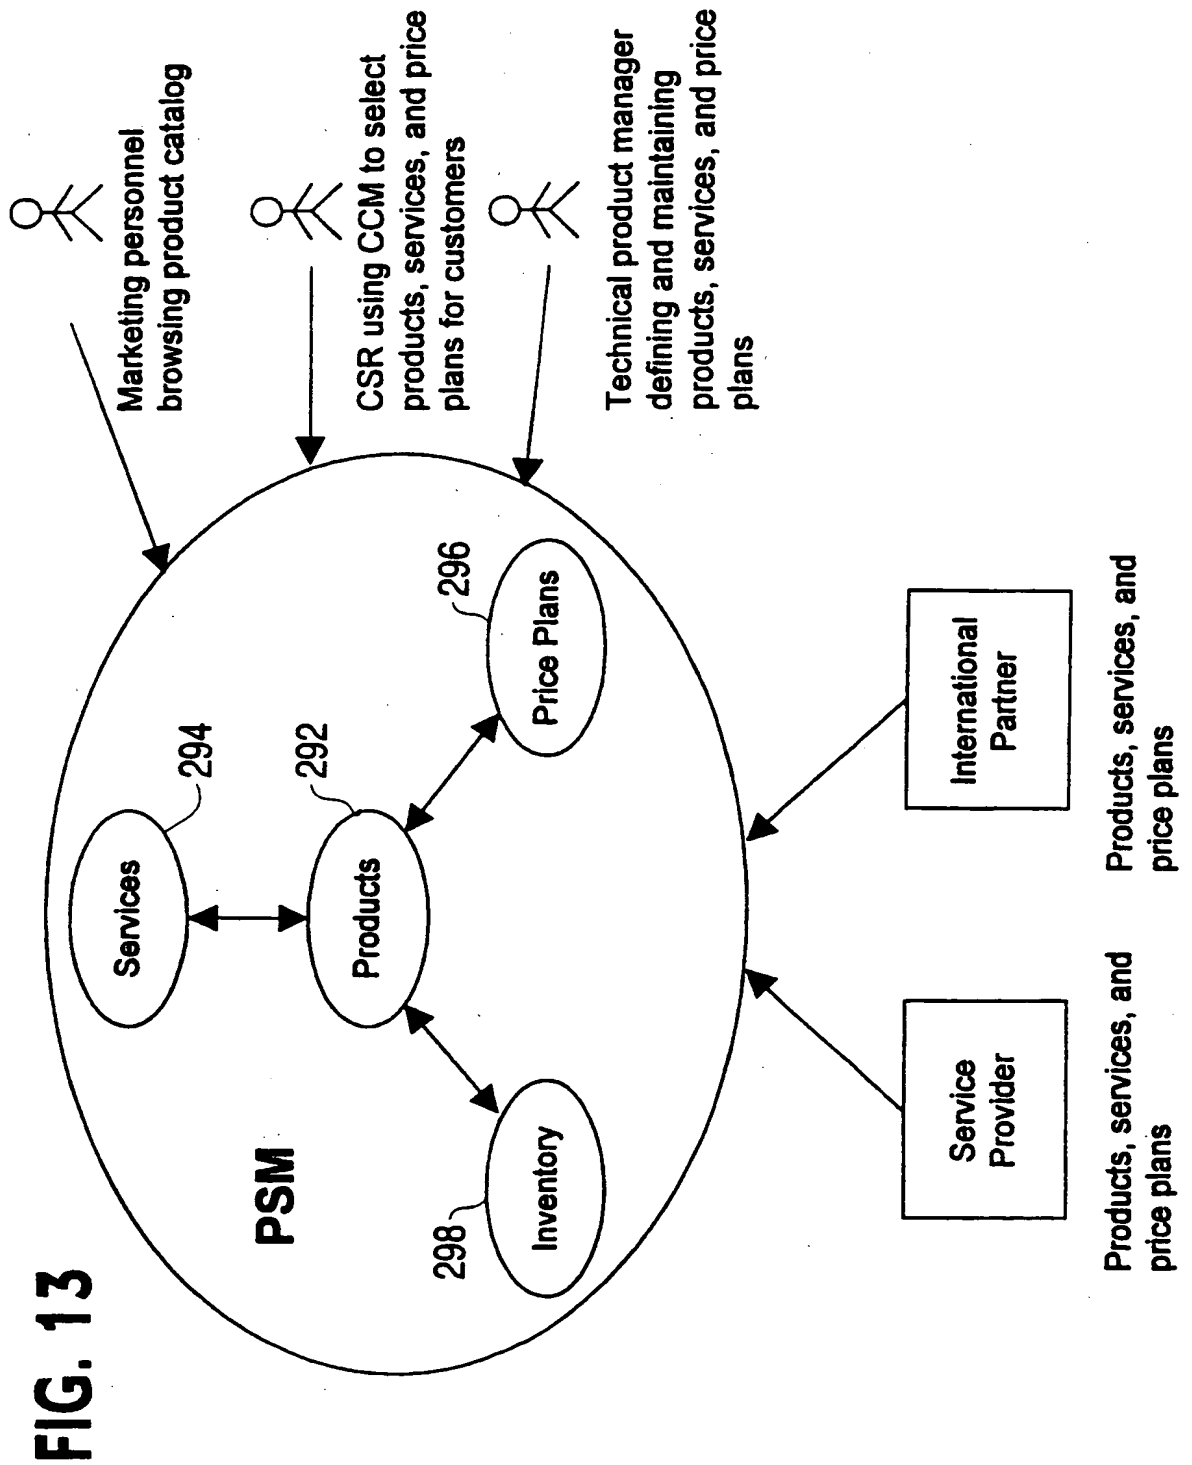 FIG. 13
PSM
Services
294
Products
292
Inventory
298
Price Plans
296
Marketing personnel
browsing product catalog
CSR using CCM to select
products, services, and price
plans for customers
Technical product manager
defining and maintaining
products, services, and price
plans
Service
Provider
Products, services, and
price plans
International
Partner
Products, services, and
price plans